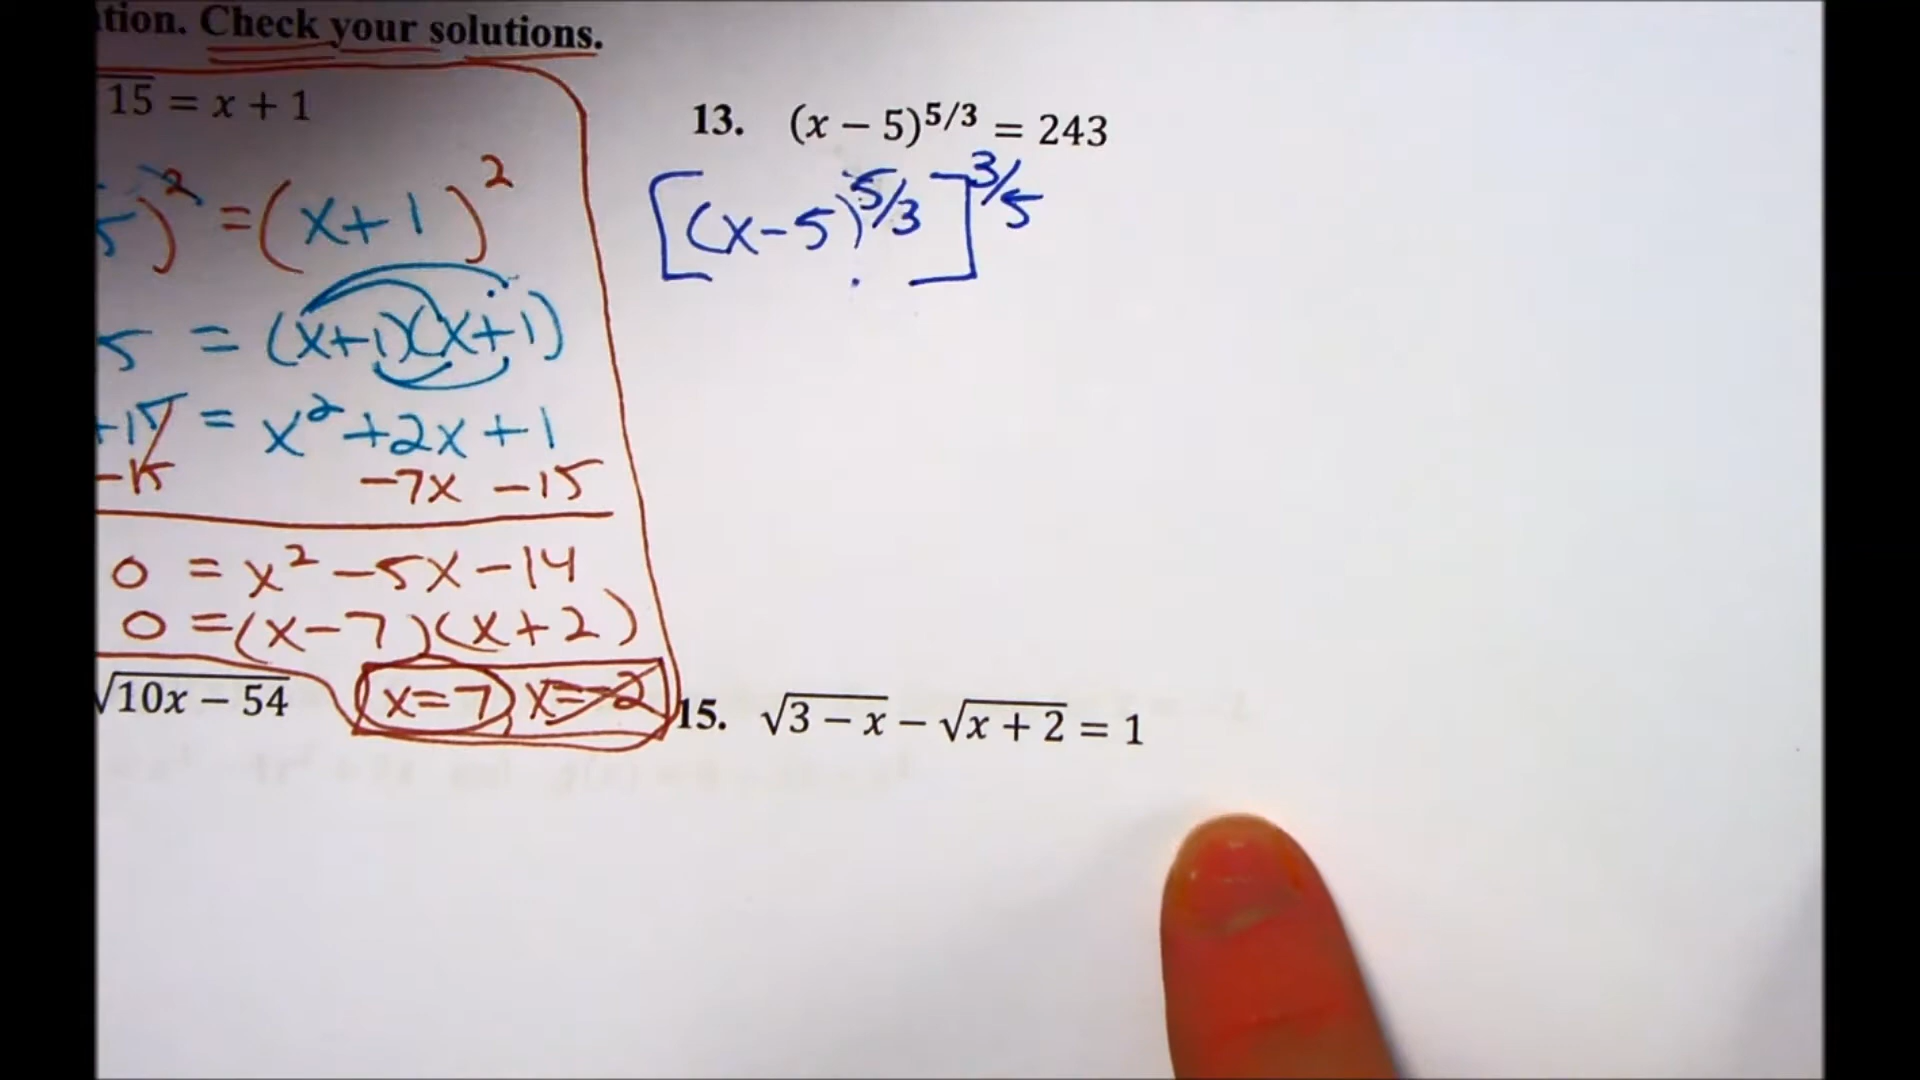 tion. Check your solutions.
15 = x + 1
5)² = (x+1)²
5 = (x+1)(x+1)
+15 = x²+2x+1
-15 -7x -15
0 = x²-5x-14
0 = (x-7)(x+2)
√10x − 54
x=7, x=-2
13. (x − 5)^5/3 = 243
[(x-5)^5/3]^3/5
15. √3 − x − √x + 2 = 1